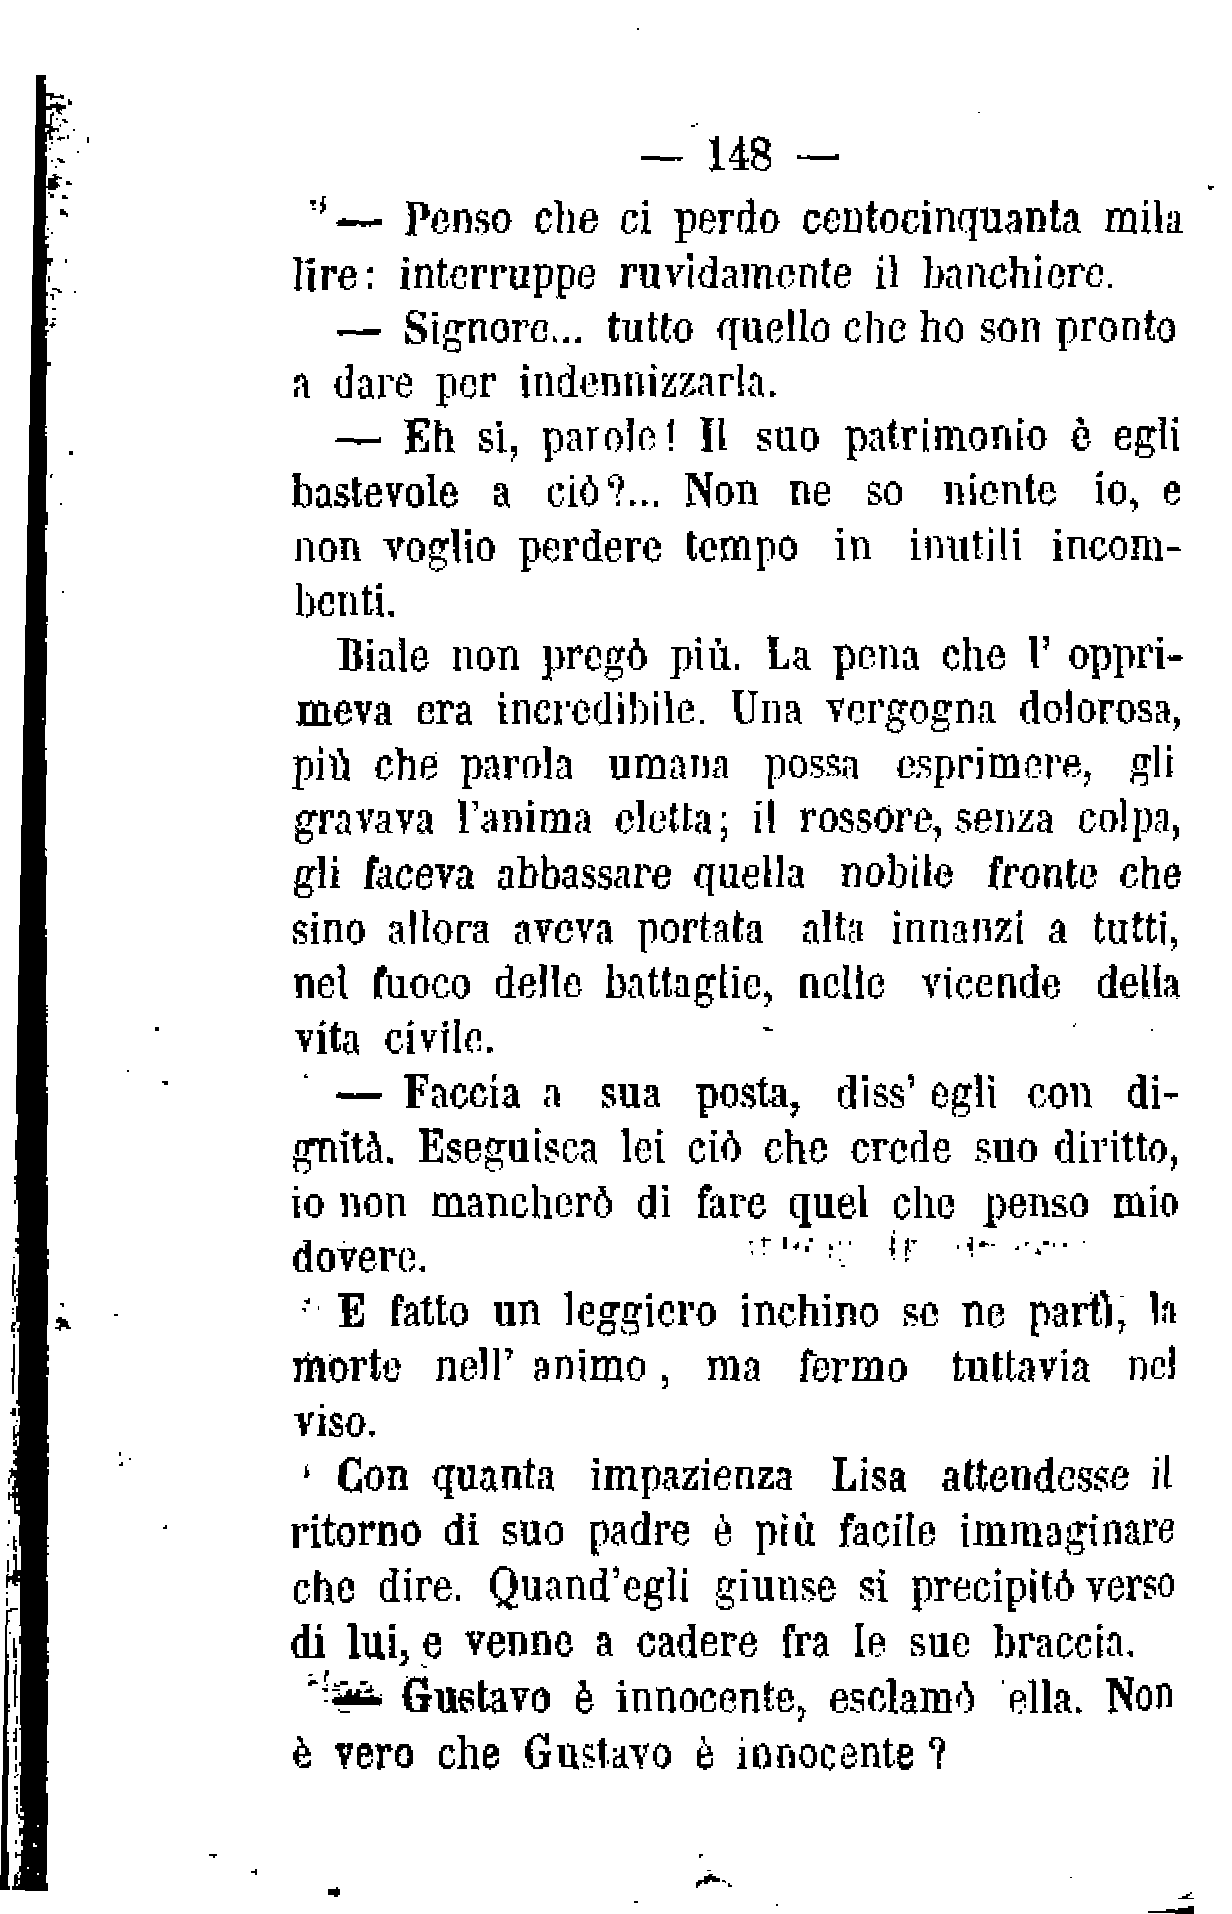 — 148 —
— Penso che ci perdo centocinquanta mila
lire: interruppe ruvidamente il banchiere.
— Signore... tutto quello che ho son pronto
a dare per indennizzarla.
— Eh si, parole! Il suo patrimonio è egli
bastevole a ciò?... Non ne so niente io, e
non voglio perdere tempo in inutili incom-
benti.
Biale non pregò più. La pena che l' oppri-
meva era incredibile. Una vergogna dolorosa,
più che parola umana possa esprimere, gli
gravava l'anima eletta; il rossore, senza colpa,
gli faceva abbassare quella nobile fronte che
sino allora aveva portata alta innanzi a tutti,
nel fuoco delle battaglie, nelle vicende della
vita civile.
— Faccia a sua posta, diss' egli con di-
gnità. Eseguisca lei ciò che crede suo diritto,
io non mancherò di fare quel che penso mio
dovere.
E fatto un leggiero inchino se ne partì, la
morte nell' animo, ma fermo tuttavia nel
viso.
Con quanta impazienza Lisa attendesse il
ritorno di suo padre è più facile immaginare
che dire. Quand'egli giunse si precipitò verso
di lui, e venne a cadere fra le sue braccia.
— Gustavo è innocente, esclamò ella. Non
è vero che Gustavo è innocente?